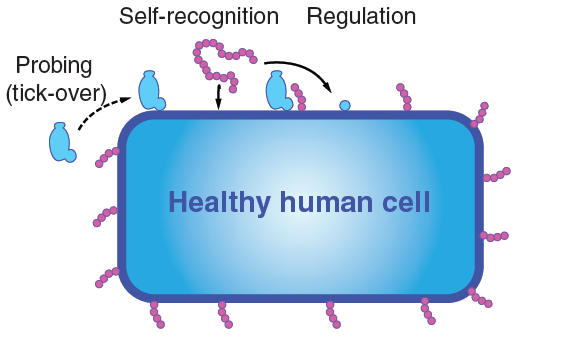 Self-recognition Regulation
Probing
(tick-over)
Healthy human cell